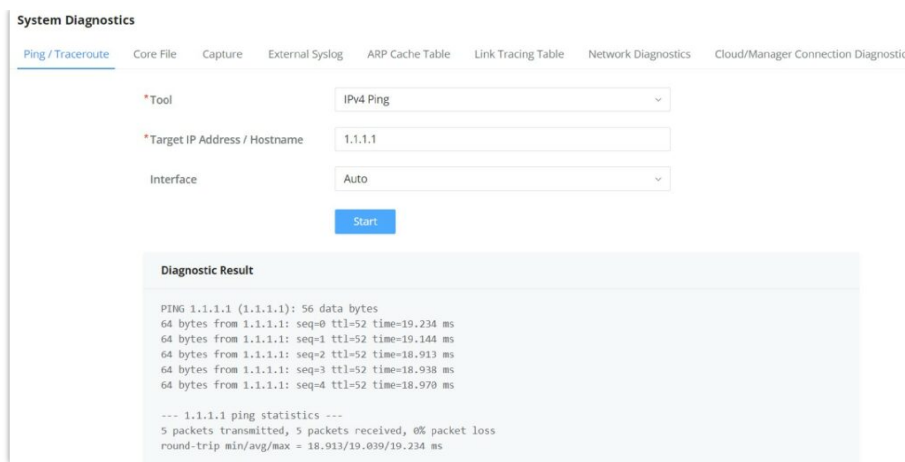 System Diagnostics
Ping / Traceroute Core File Capture External Syslog ARP Cache Table Link Tracing Table Network Diagnostics Cloud/Manager Connection Diagnostic
*Tool IPv4 Ping
*Target IP Address / Hostname 1.1.1.1
Interface Auto
Start
Diagnostic Result
PING 1.1.1.1 (1.1.1.1): 56 data bytes
64 bytes from 1.1.1.1: seq=0 ttl=52 time=19.234 ms
64 bytes from 1.1.1.1: seq=1 ttl=52 time=19.144 ms
64 bytes from 1.1.1.1: seq=2 ttl=52 time=18.913 ms
64 bytes from 1.1.1.1: seq=3 ttl=52 time=18.938 ms
64 bytes from 1.1.1.1: seq=4 ttl=52 time=18.970 ms
--- 1.1.1.1 ping statistics ---
5 packets transmitted, 5 packets received, 0% packet loss
round-trip min/avg/max = 18.913/19.039/19.234 ms